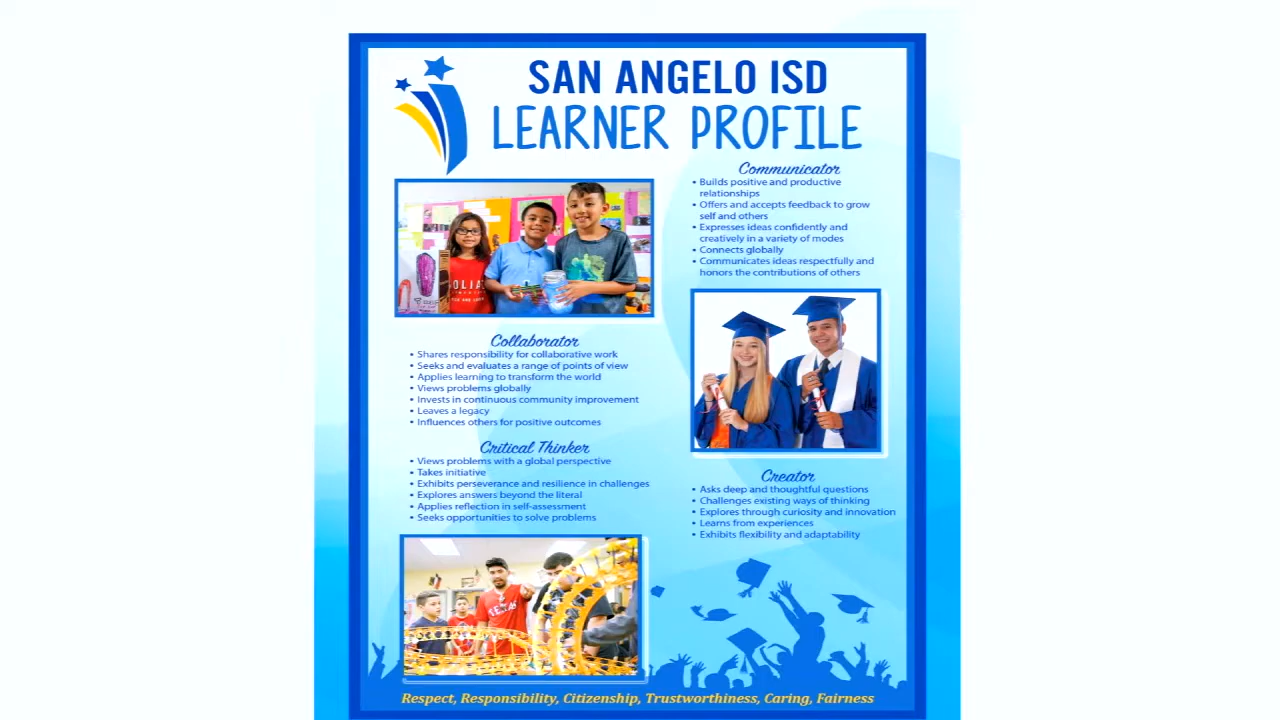 SAN ANGELO ISD
LEARNER PROFILE
Communicator
• Builds positive and productive
relationships
• Offers and accepts feedback to grow
self and others
• Expresses ideas confidently and
creatively in a variety of modes
• Connects globally
• Communicates ideas respectfully and
honors the contributions of others
Collaborator
• Shares responsibility for collaborative work
• Seeks and evaluates a range of points of view
• Applies learning to transform the world
• Views problems globally
• Invests in continuous community improvement
• Leaves a legacy
• Influences others for positive outcomes
Critical Thinker
• Views problems with a global perspective
• Takes initiative
• Exhibits perseverance and resilience in challenges
• Explores answers beyond the literal
• Applies reflection in self-assessment
• Seeks opportunities to solve problems
Creator
• Asks deep and thoughtful questions
• Challenges existing ways of thinking
• Explores through curiosity and innovation
• Learns from experiences
• Exhibits flexibility and adaptability
Respect, Responsibility, Citizenship, Trustworthiness, Caring, Fairness